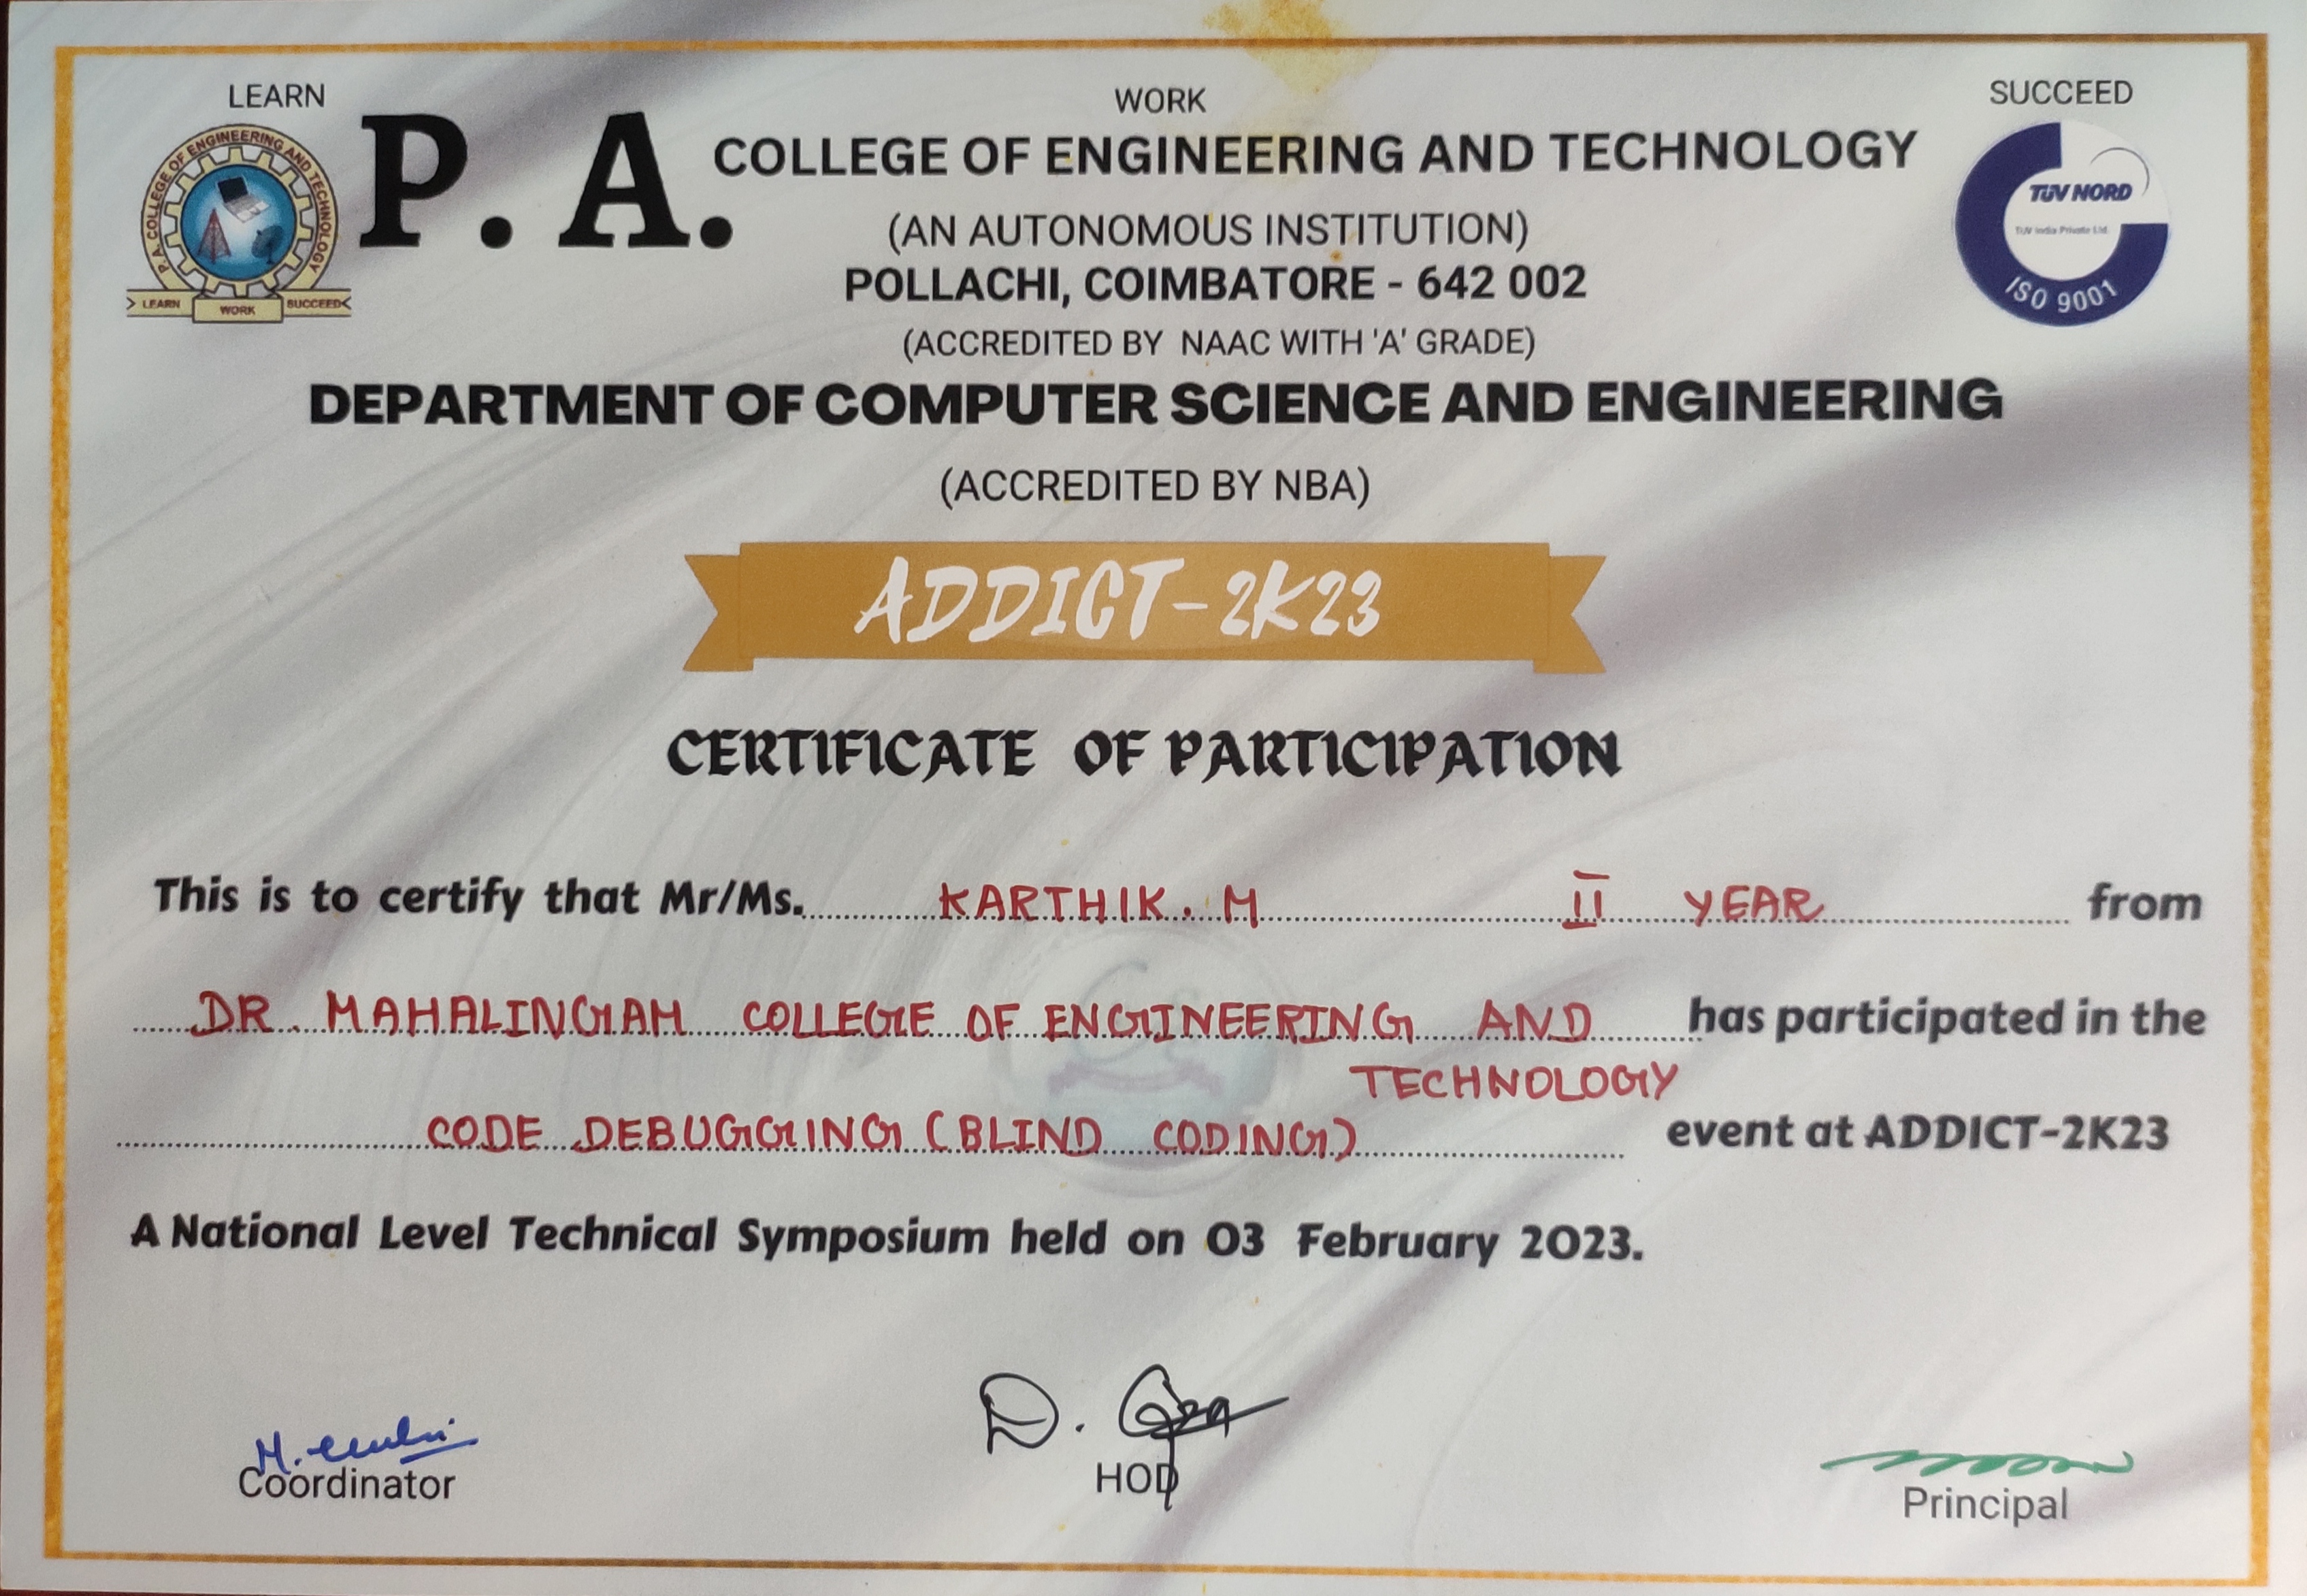 LEARN WORK SUCCEED
P. A. COLLEGE OF ENGINEERING AND TECHNOLOGY
P.A. COLLEGE OF ENGINEERING AND TECHNOLOGY
LEARN WORK SUCCEED
TÜV NORD
TÜV India Private Ltd.
ISO 9001
(AN AUTONOMOUS INSTITUTION)
POLLACHI, COIMBATORE - 642 002
(ACCREDITED BY NAAC WITH 'A' GRADE)
DEPARTMENT OF COMPUTER SCIENCE AND ENGINEERING
(ACCREDITED BY NBA)
ADDICT-2K23
CERTIFICATE OF PARTICIPATION
This is to certify that Mr/Ms. KARTHIK. M II YEAR from
DR. MAHALINGAM COLLEGE OF ENGINEERING AND has participated in the
TECHNOLOGY
CODE DEBUGGING (BLIND CODING) event at ADDICT-2K23
A National Level Technical Symposium held on 03 February 2023.
Coordinator
HOD
Principal